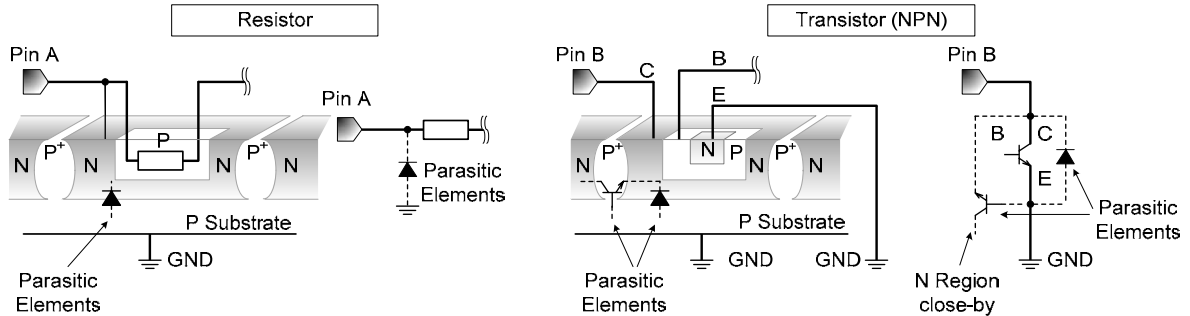 Resistor
Transistor (NPN)
Pin A
Pin B
C
B
E
Pin B
Pin A
N
P+
N
P
N
P+
N
Parasitic
Elements
P Substrate
GND
Parasitic
Elements
N
P+
N
N
P
P+
N
P Substrate
GND
GND
Parasitic
Elements
B
C
E
Parasitic
Elements
GND
N Region
close-by